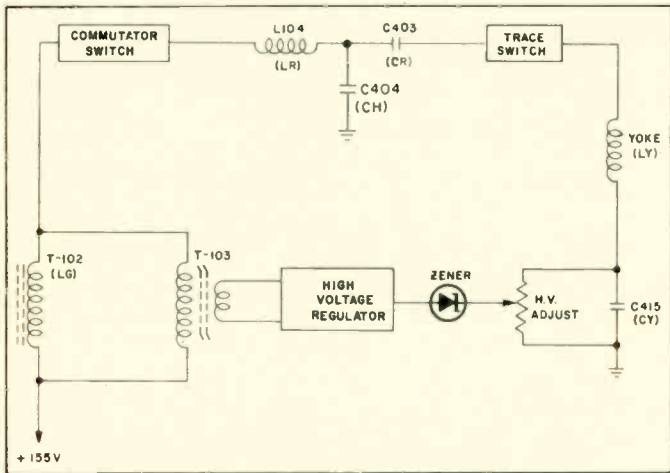 COMMUTATOR
SWITCH
L104
(LR)
C403
(CR)
TRACE
SWITCH
C404
(CH)
YOKE
(LY)
T-102
(LG)
T-103
HIGH
VOLTAGE
REGULATOR
ZENER
H.V.
ADJUST
C415
(CY)
+155V